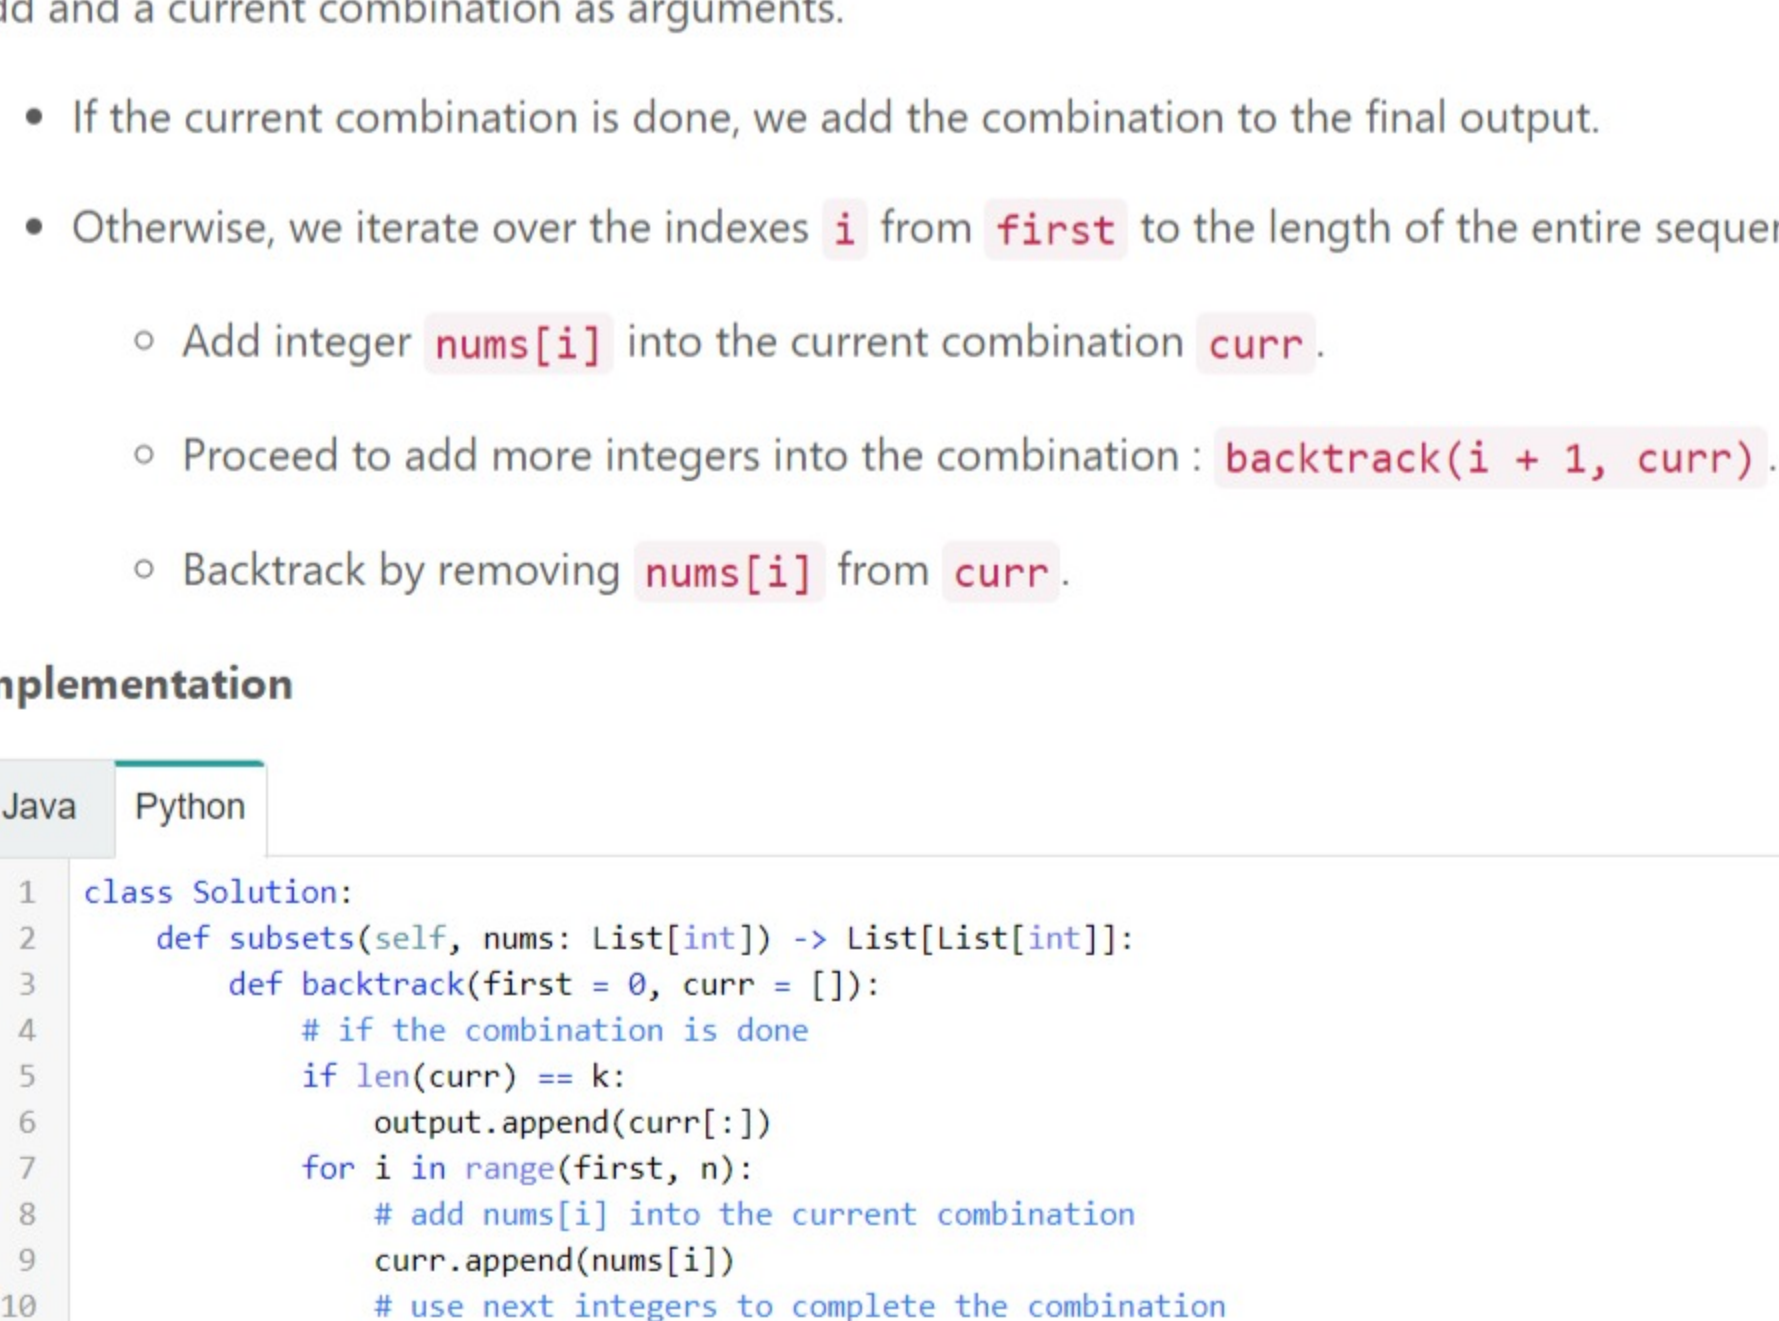 and a current combination as arguments.
If the current combination is done, we add the combination to the final output.
Otherwise, we iterate over the indexes i from first to the length of the entire
Add integer nums[i] into the current combination curr.
Proceed to add more integers into the combination : backtrack(i + 1, curr).
Backtrack by removing nums[i] from curr.
mplementation
Java Python
1 class Solution:
2     def subsets(self, nums: List[int]) -> List[List[int]]:
3         def backtrack(first = 0, curr = []):
4             # if the combination is done
5             if len(curr) == k:
6                 output.append(curr[:])
7             for i in range(first, n):
8                 # add nums[i] into the current combination
9                 curr.append(nums[i])
10                 # use next integers to complete the combination